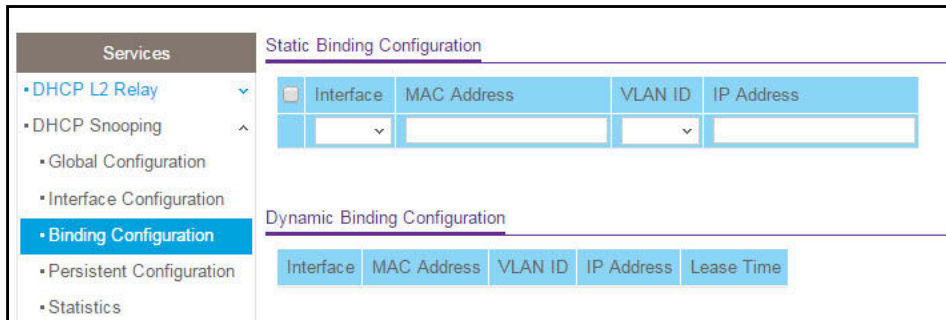 Services
DHCP L2 Relay
DHCP Snooping
Global Configuration
Interface Configuration
Binding Configuration
Persistent Configuration
Statistics
Static Binding Configuration
Interface MAC Address VLAN ID IP Address
Dynamic Binding Configuration
Interface MAC Address VLAN ID IP Address Lease Time